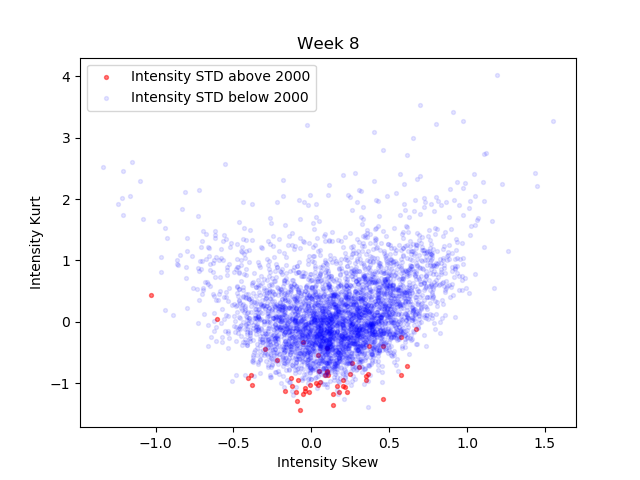 Week 8
Intensity STD above 2000
Intensity STD below 2000
4
3
2
1
0
−1
Intensity Kurt
−1.0 −0.5 0.0 0.5 1.0 1.5
Intensity Skew